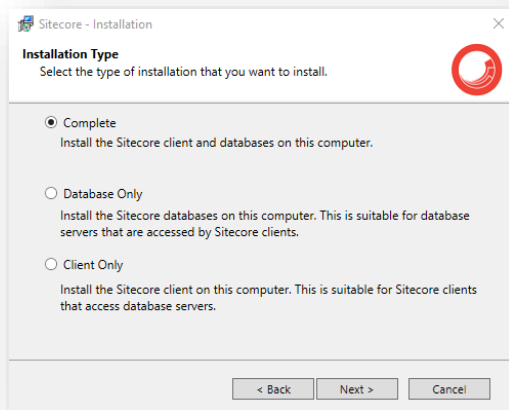 Sitecore - Installation
Installation Type
Select the type of installation that you want to install.
Complete
Install the Sitecore client and databases on this computer.
Database Only
Install the Sitecore databases on this computer. This is suitable for database
servers that are accessed by Sitecore clients.
Client Only
Install the Sitecore client on this computer. This is suitable for Sitecore clients
that access database servers.
< Back Next > Cancel